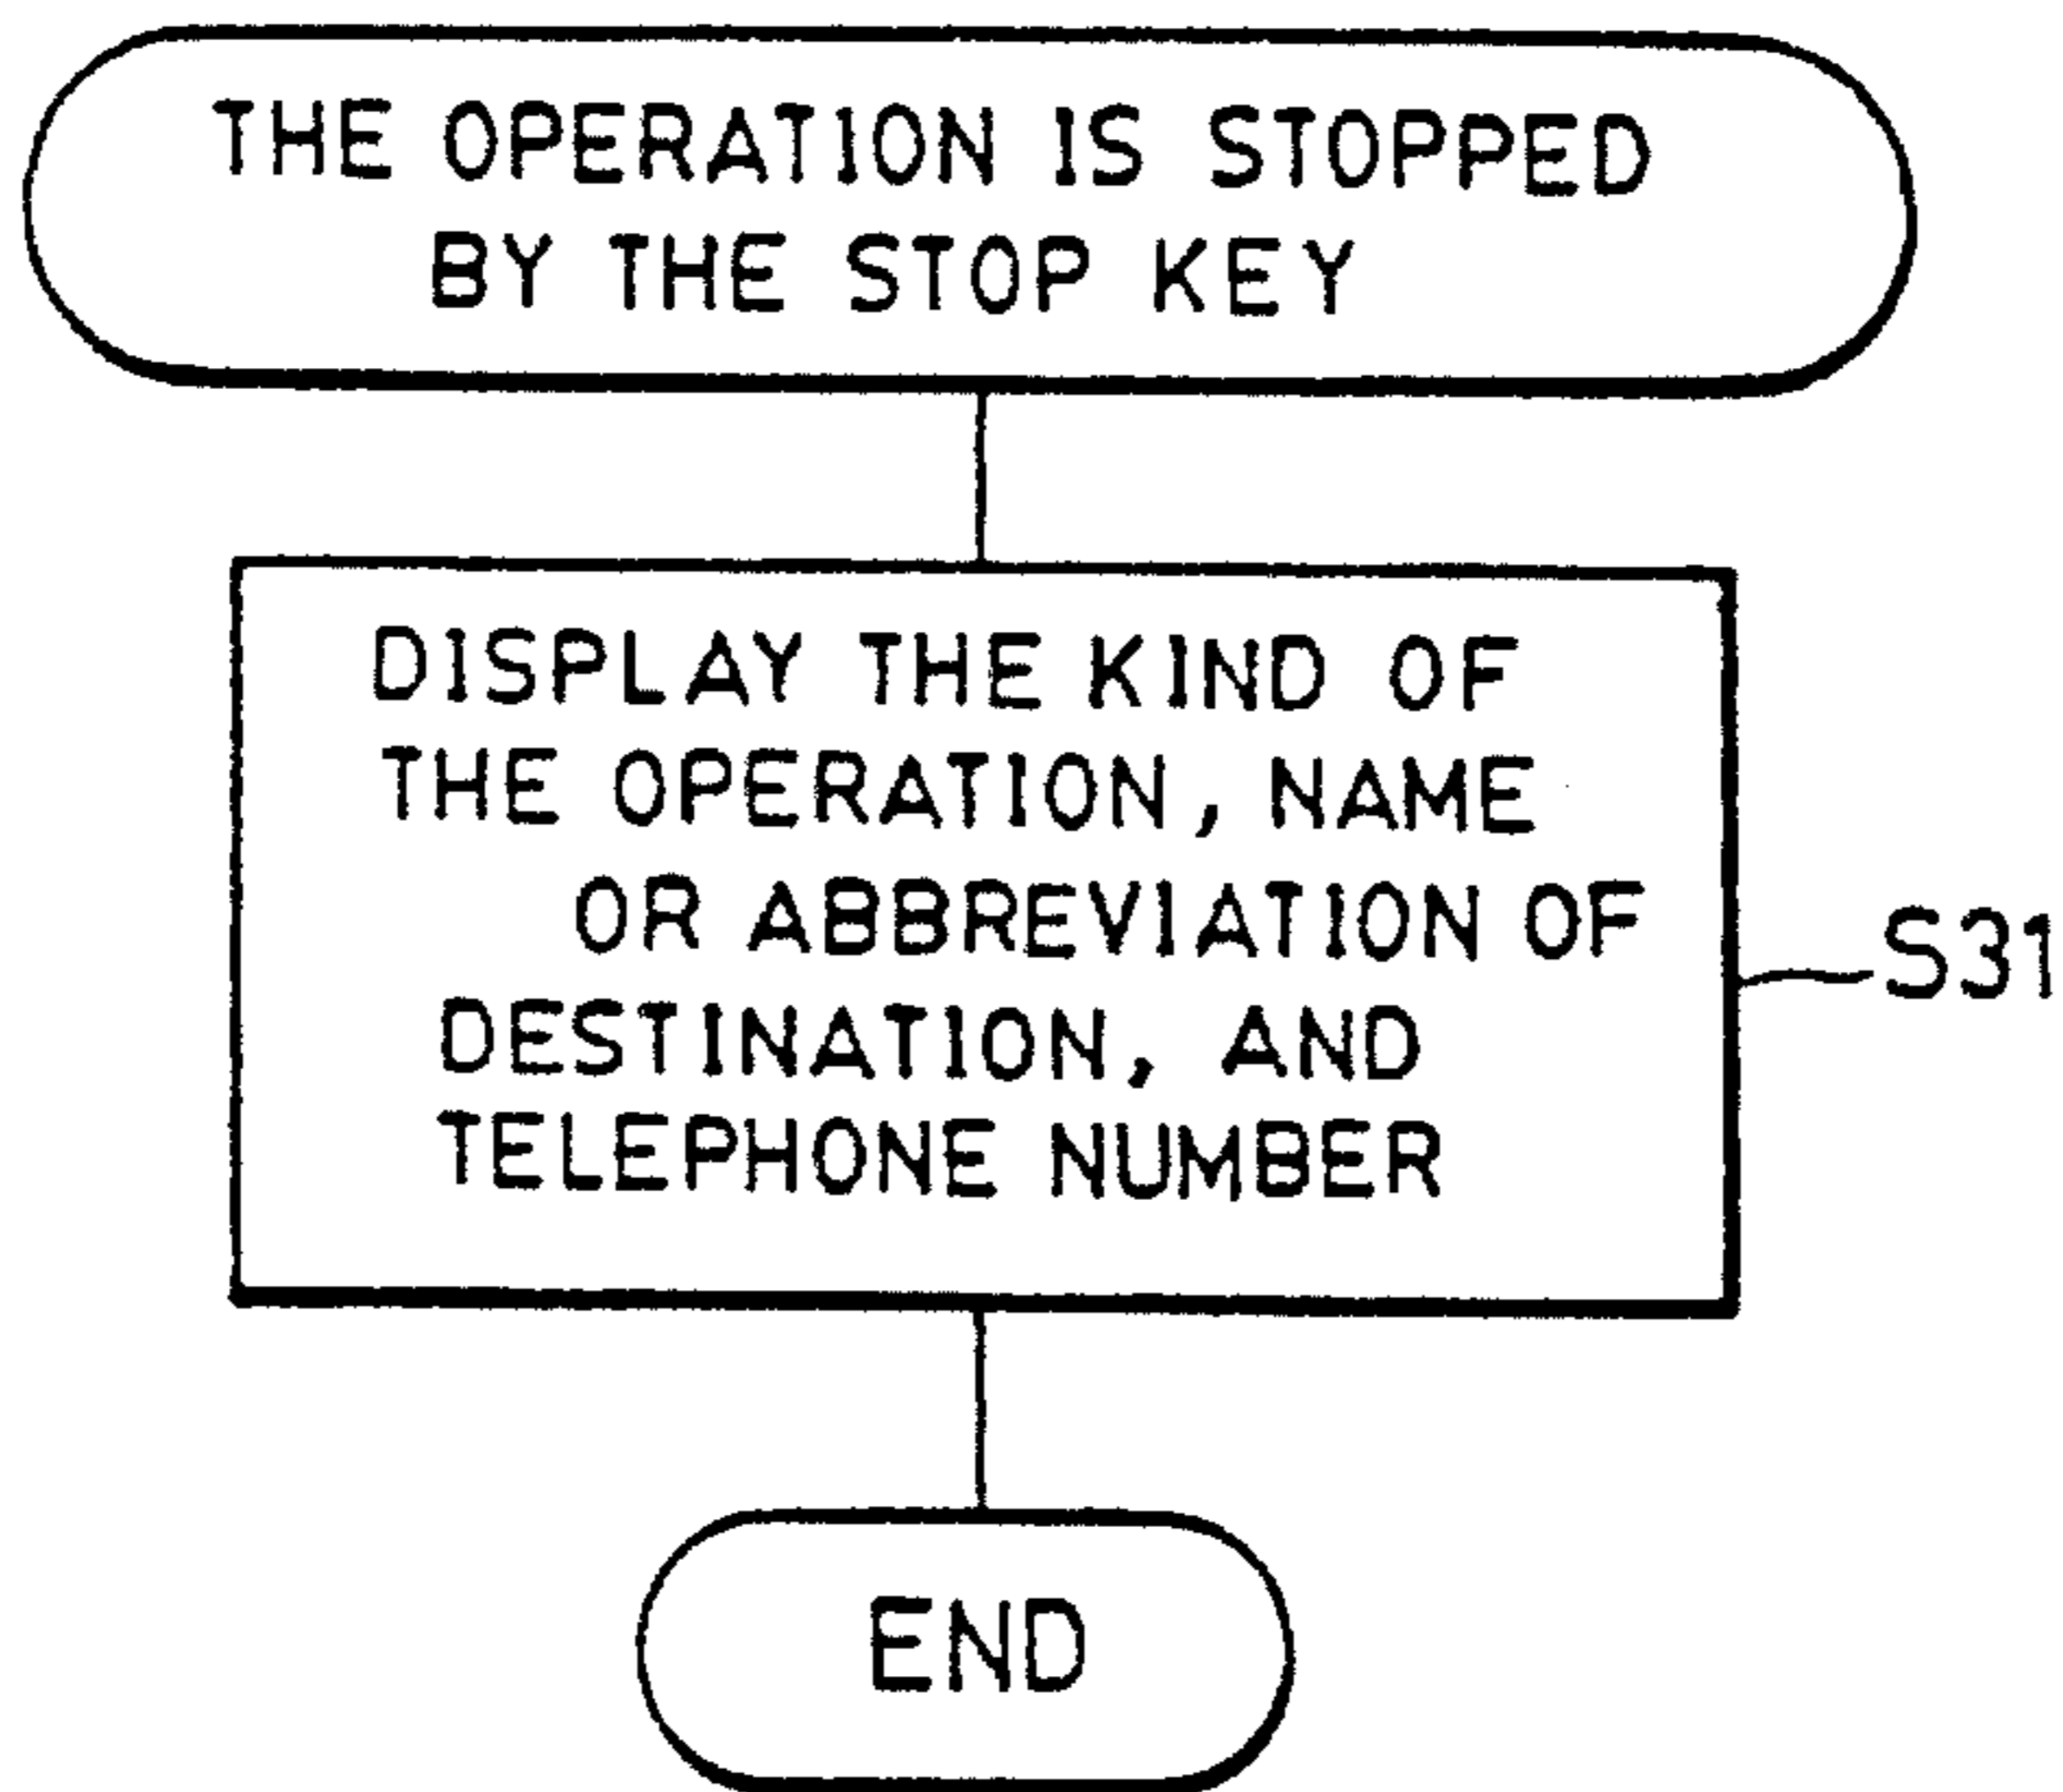 THE OPERATION IS STOPPED
BY THE STOP KEY
DISPLAY THE KIND OF
THE OPERATION, NAME
OR ABBREVIATION OF
DESTINATION, AND
TELEPHONE NUMBER
S31
END